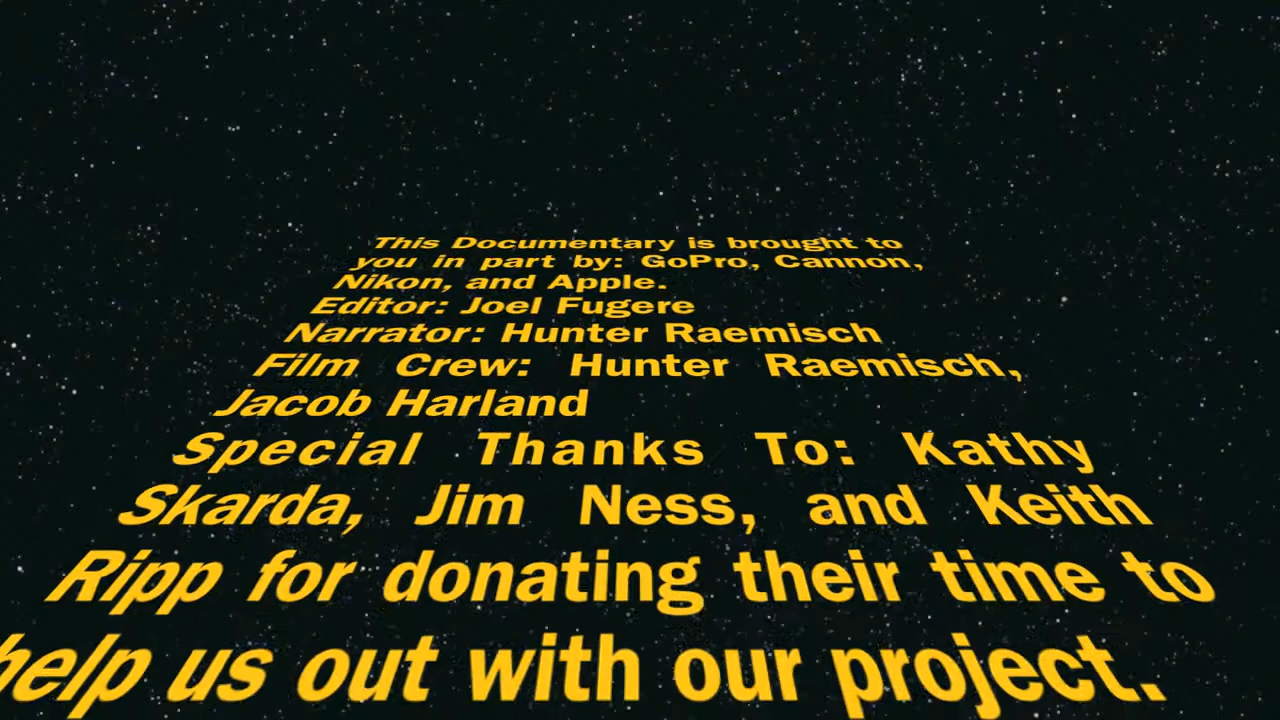 This Documentary is brought to
you in part by: GoPro, Cannon,
Nikon, and Apple.
Editor: Joel Fugere
Narrator: Hunter Raemisch
Film Crew: Hunter Raemisch,
Jacob Harland
Special Thanks To: Kathy
Skarda, Jim Ness, and Keith
Ripp for donating their time to
help us out with our project.